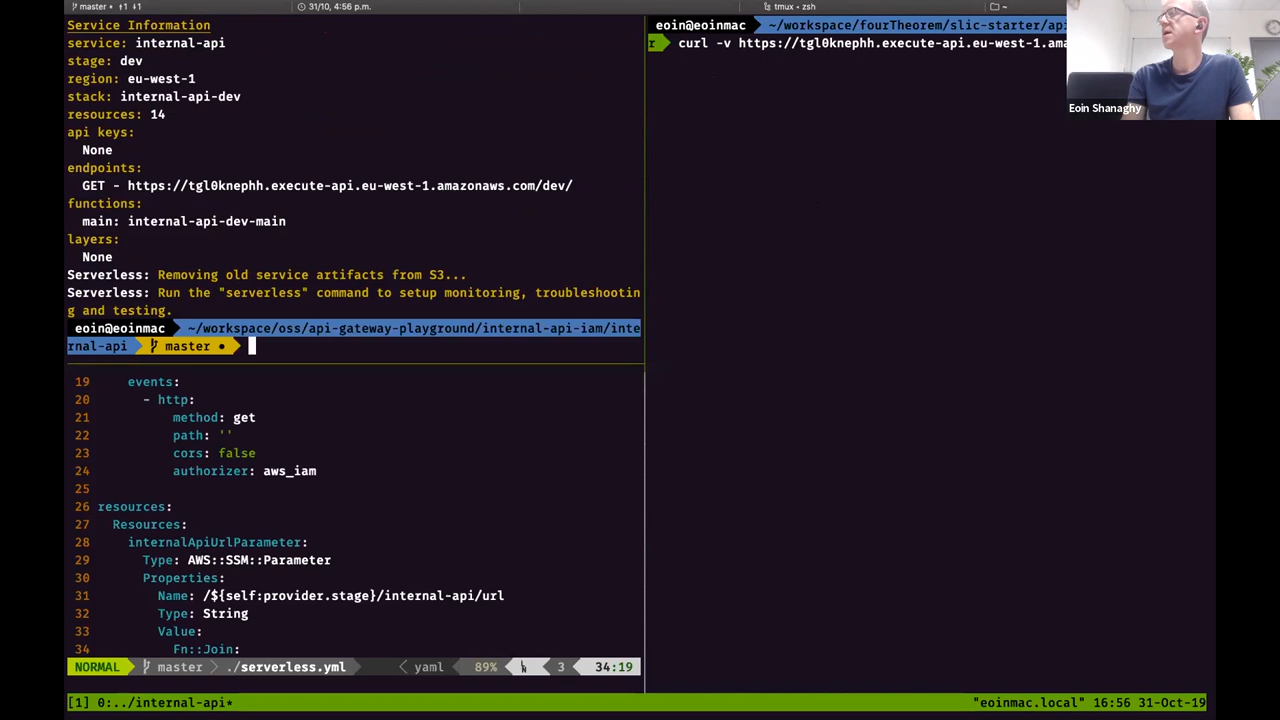 master • ↑1 ↓1
31/10, 4:56 p.m.
tmux • zsh
~
Service Information
service: internal-api
stage: dev
region: eu-west-1
stack: internal-api-dev
resources: 14
api keys:
None
endpoints:
GET - https://tgl0knephh.execute-api.eu-west-1.amazonaws.com/dev/
functions:
main: internal-api-dev-main
layers:
None
Serverless: Removing old service artifacts from S3...
Serverless: Run the "serverless" command to setup monitoring, troubleshootin
g and testing.
eoin@eoinmac ~/workspace/oss/api-gateway-playground/internal-api-iam/inte
rnal-api master •
19 events:
20 - http:
21 method: get
22 path: ''
23 cors: false
24 authorizer: aws_iam
25
26 resources:
27 Resources:
28 internalApiUrlParameter:
29 Type: AWS::SSM::Parameter
30 Properties:
31 Name: /${self:provider.stage}/internal-api/url
32 Type: String
33 Value:
34 Fn::Join:
NORMAL master ./serverless.yml yaml 89% 3 34:19
eoin@eoinmac ~/workspace/fourTheorem/slic-starter/api
r curl -v https://tgl0knephh.execute-api.eu-west-1.ama
Eoin Shanaghy
[1] 0:../internal-api* "eoinmac.local" 16:56 31-Oct-19